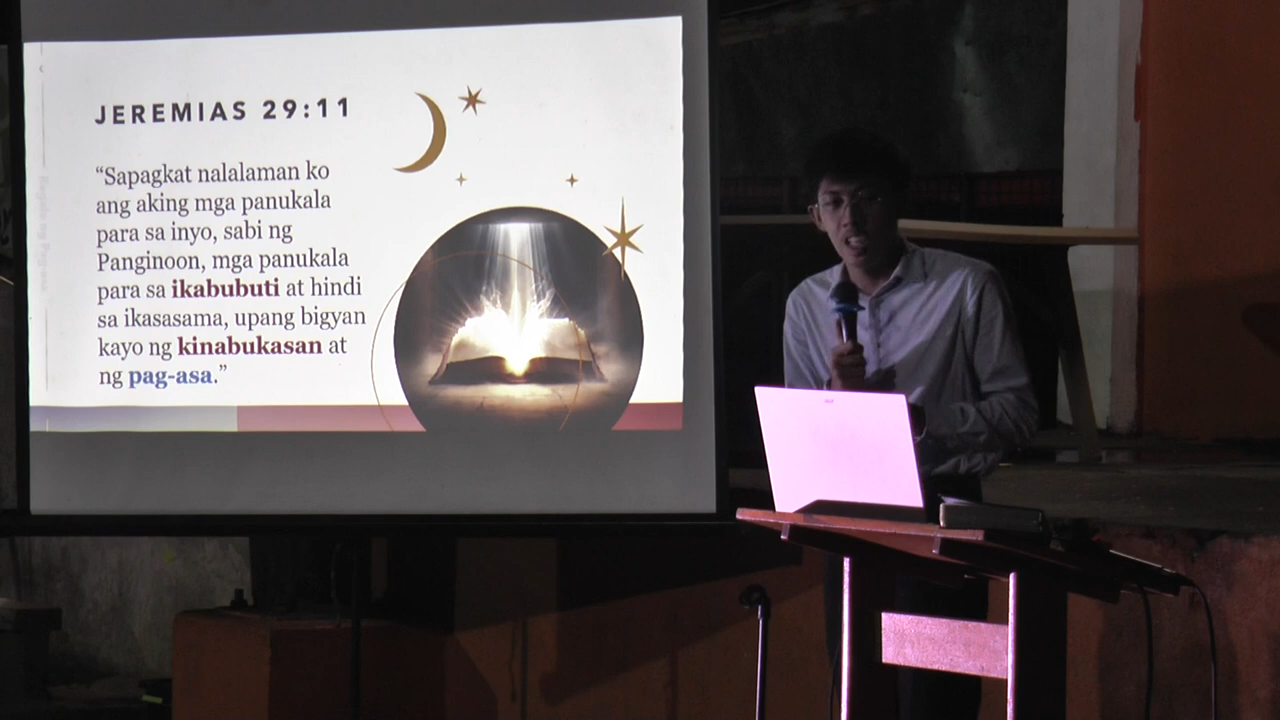 JEREMIAS 29:11
“Sapagkat nalalaman ko
ang aking mga panukala
para sa inyo, sabi ng
Panginoon, mga panukala
para sa ikabubuti at hindi
sa ikasasama, upang bigyan
kayo ng kinabukasan at
ng pag-asa.”
acer